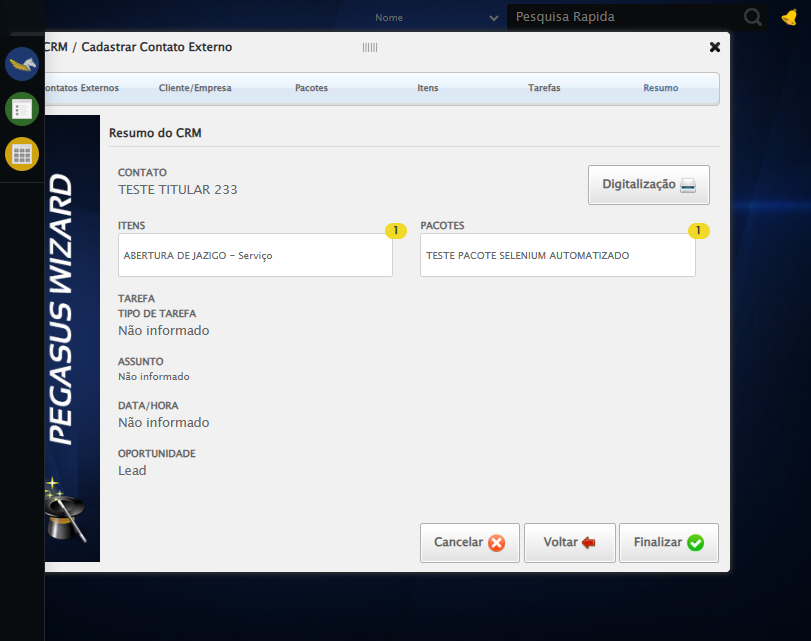 Nome
Pesquisa Rapida
CRM / Cadastrar Contato Externo
ontatos Externos
Cliente/Empresa
Pacotes
Itens
Tarefas
Resumo
PEGASUS WIZARD
Resumo do CRM
CONTATO
TESTE TITULAR 233
Digitalização
ITENS
1
PACOTES
1
ABERTURA DE JAZIGO - Serviço
TESTE PACOTE SELENIUM AUTOMATIZADO
TAREFA
TIPO DE TAREFA
Não informado
ASSUNTO
Não informado
DATA/HORA
Não informado
OPORTUNIDADE
Lead
Cancelar
Voltar
Finalizar